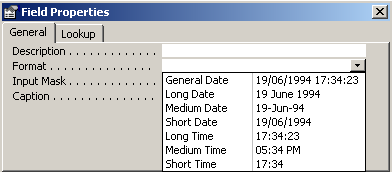 Field Properties
General Lookup
Description . . . . . . . . . . . . . .
Format . . . . . . . . . . . . . . . . .
Input Mask . . . . . . . . . . . . . .
Caption . . . . . . . . . . . . . . . .
General Date 19/06/1994 17:34:23
Long Date 19 June 1994
Medium Date 19-Jun-94
Short Date 19/06/1994
Long Time 17:34:23
Medium Time 05:34 PM
Short Time 17:34